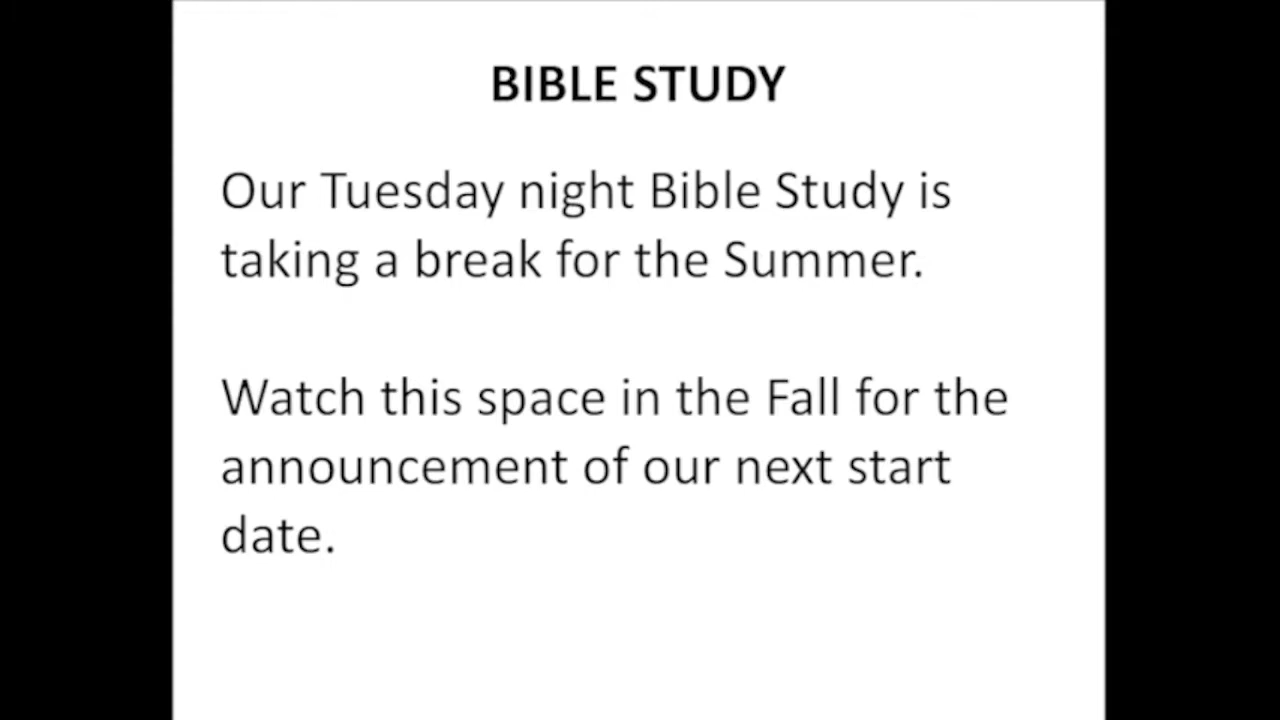 BIBLE STUDY
Our Tuesday night Bible Study is
taking a break for the Summer.
Watch this space in the Fall for the
announcement of our next start
date.